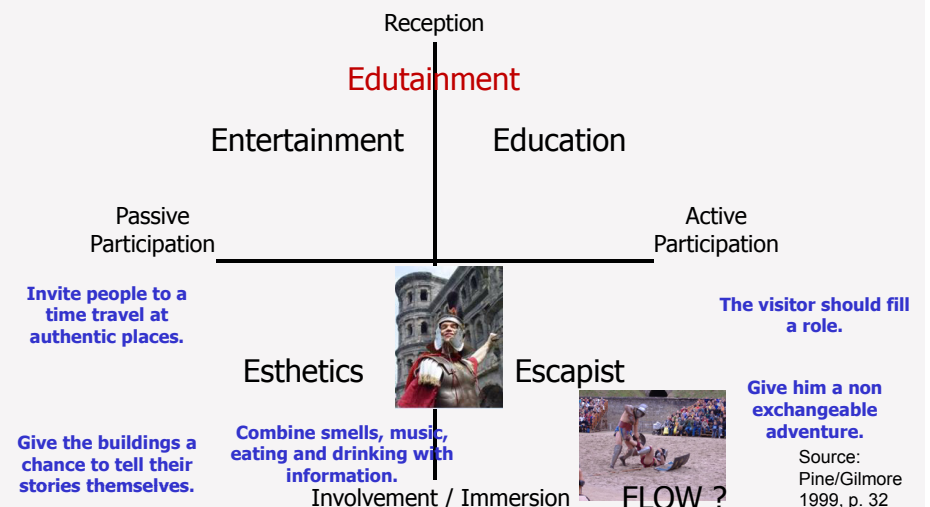 Reception
Edutainment
Entertainment
Education
Passive
Participation
Active
Participation
Invite people to a
time travel at
authentic places.
The visitor should fill
a role.
Esthetics
Escapist
Give him a non
exchangeable
adventure.
Give the buildings a
chance to tell their
stories themselves.
Combine smells, music,
eating and drinking with
information.
Source:
Pine/Gilmore
1999, p. 32
Involvement / Immersion
FLOW ?